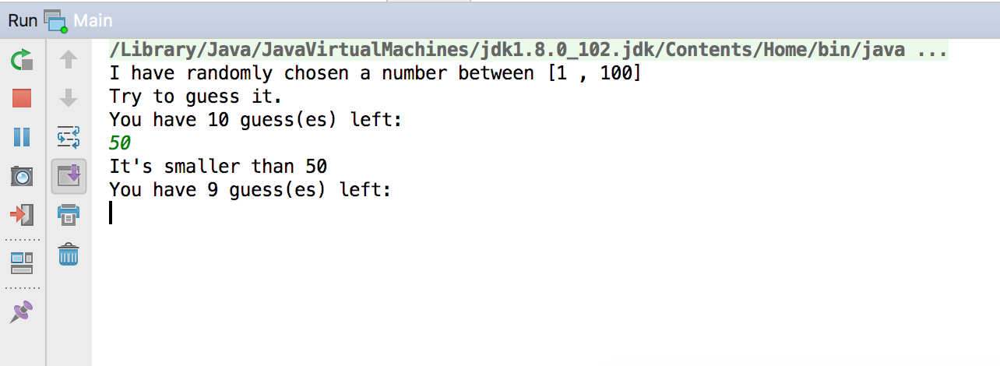 Run Main
/Library/Java/JavaVirtualMachines/jdk1.8.0_102.jdk/Contents/Home/bin/java ...
I have randomly chosen a number between [1 , 100]
Try to guess it.
You have 10 guess(es) left:
50
It's smaller than 50
You have 9 guess(es) left: